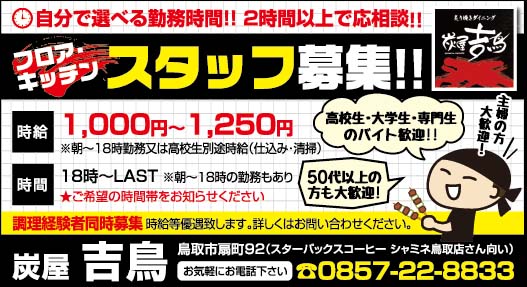 自分で選べる勤務時間!! 2時間以上で応相談!!
炙り焼きダイニング
炭屋 吉鳥
フロア・
キッチン
スタッフ募集!!
時給 1,000円〜1,250円
※朝〜18時勤務又は高校生別途時給(仕込み・清掃)
時間 18時〜LAST ※朝〜18時の勤務もあり
★ご希望の時間帯をお知らせください
高校生・大学生・専門生
のバイト歓迎!!
主婦の方
大歓迎!
50代以上の
方も大歓迎!
調理経験者同時募集 時給等優遇致します。詳しくはお問い合わせください。
炭屋 吉鳥
鳥取市扇町92(スターバックスコーヒー シャミネ鳥取店さん向い)
お気軽にお電話下さい ☎0857-22-8833